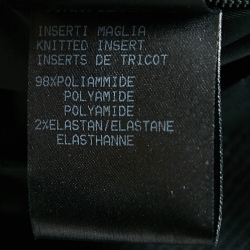 INSERTI MAGLIA
KNITTED INSERT
INSERTS DE TRICOT
98%POLIAMMIDE
POLYAMIDE
POLYAMIDE
2%ELASTAN/ELASTANE
ELASTHANNE